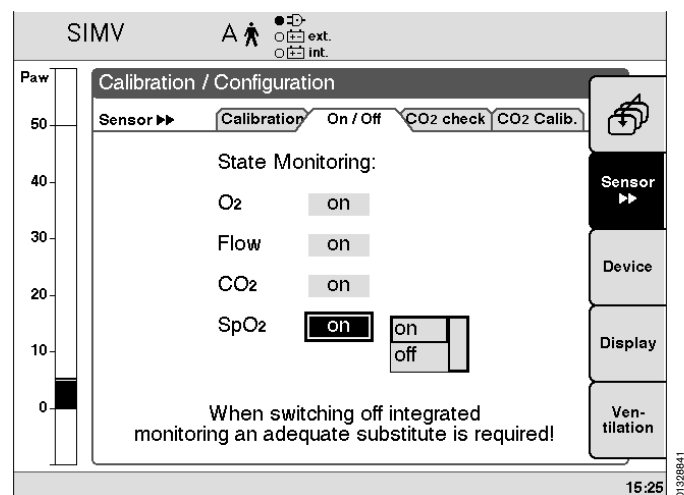 SIMV A
ext.
int.
Paw
50
40
30
20
10
0
Calibration / Configuration
Sensor Calibration On / Off CO2 check CO2 Calib.
State Monitoring:
O2 on
Flow on
CO2 on
SpO2 on on
off
When switching off integrated
monitoring an adequate substitute is required!
Sensor
Device
Display
Ven-
tilation
15:25
01328841